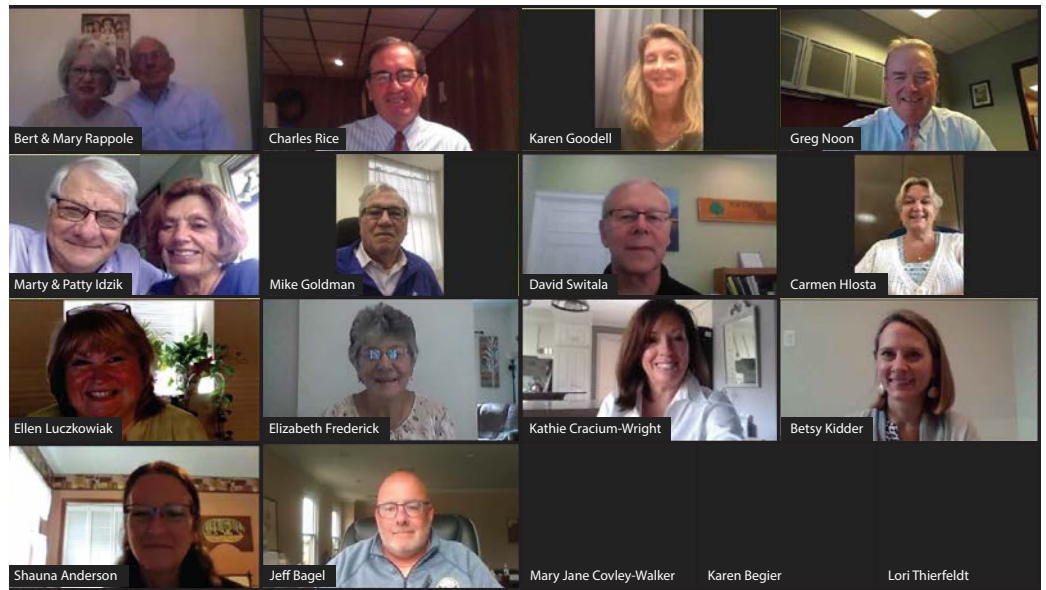 Bert & Mary Rappole
Charles Rice
Karen Goodell
Greg Noon
Marty & Patty Idzik
Mike Goldman
David Switala
Carmen Hlosta
Ellen Luczkowiak
Elizabeth Frederick
Kathie Cracium-Wright
Betsy Kidder
Shauna Anderson
Jeff Bagel
Mary Jane Covley-Walker
Karen Begier
Lori Thierfeldt